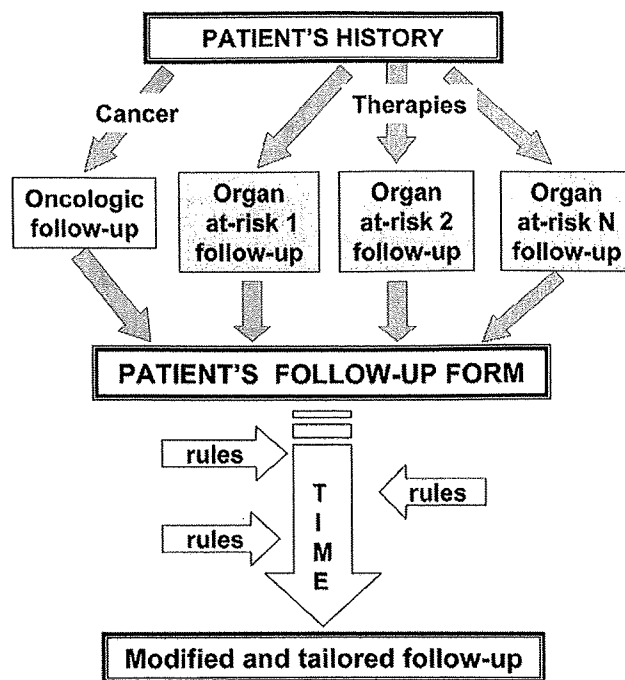 PATIENT'S HISTORY
Cancer
Therapies
Oncologic
follow-up
Organ
at-risk 1
follow-up
Organ
at-risk 2
follow-up
Organ
at-risk N
follow-up
PATIENT'S FOLLOW-UP FORM
rules
rules
rules
TIME
Modified and tailored follow-up